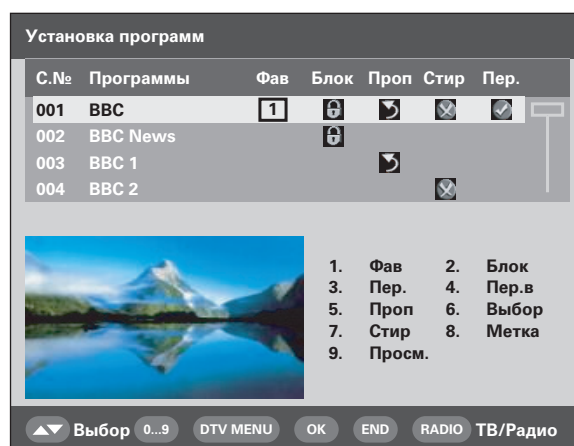 Установка программ
С.№ Программы Фав Блок Проп Стир Пер.
001 BBC 1
002 BBC News
003 BBC 1
004 BBC 2
1. Фав 2. Блок
3. Пер. 4. Пер.в
5. Проп 6. Выбор
7. Стир 8. Метка
9. Просм.
Выбор 0...9 DTV MENU OK END RADIO ТВ/Радио